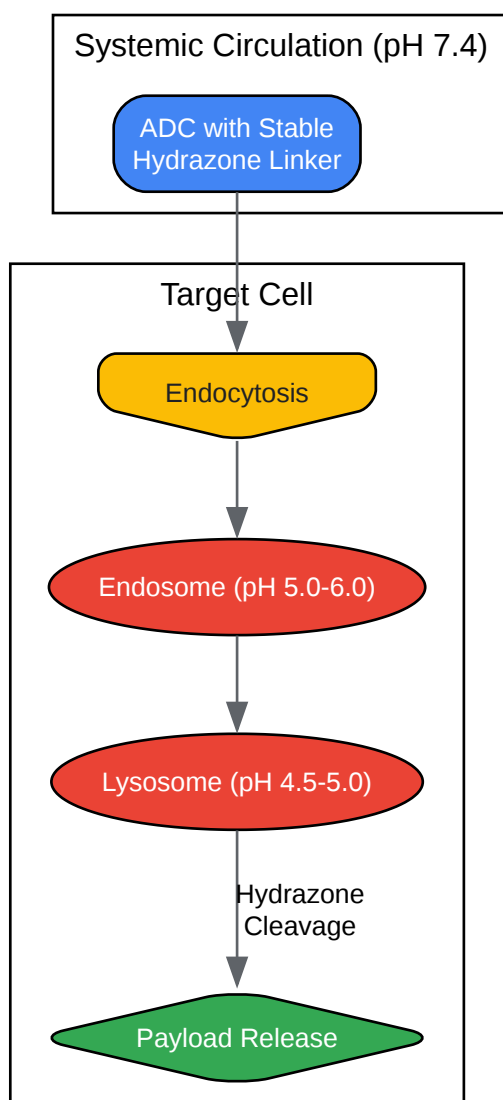 Systemic Circulation (pH 7.4)
ADC with Stable
Hydrazone Linker
Target Cell
Endocytosis
Endosome (pH 5.0-6.0)
Lysosome (pH 4.5-5.0)
Hydrazone
Cleavage
Payload Release